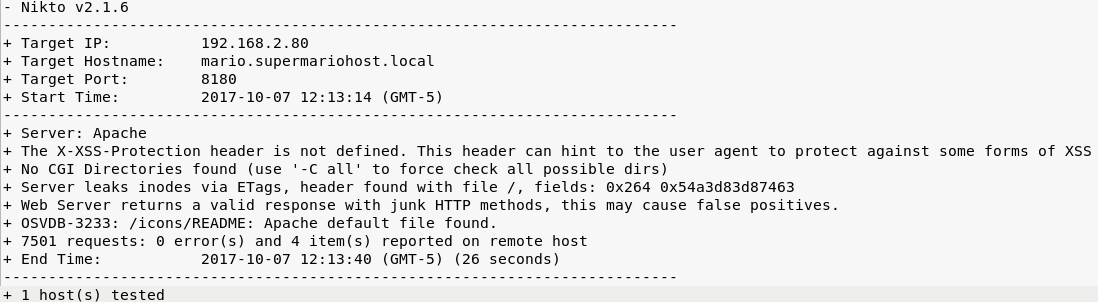 - Nikto v2.1.6
---------------------------------------------------------------------------
+ Target IP:          192.168.2.80
+ Target Hostname:    mario.supermariohost.local
+ Target Port:        8180
+ Start Time:         2017-10-07 12:13:14 (GMT-5)
---------------------------------------------------------------------------
+ Server: Apache
+ The X-XSS-Protection header is not defined. This header can hint to the user agent to protect against some forms of XSS
+ No CGI Directories found (use '-C all' to force check all possible dirs)
+ Server leaks inodes via ETags, header found with file /, fields: 0x264 0x54a3d83d87463
+ Web Server returns a valid response with junk HTTP methods, this may cause false positives.
+ OSVDB-3233: /icons/README: Apache default file found.
+ 7501 requests: 0 error(s) and 4 item(s) reported on remote host
+ End Time:           2017-10-07 12:13:40 (GMT-5) (26 seconds)
---------------------------------------------------------------------------
+ 1 host(s) tested